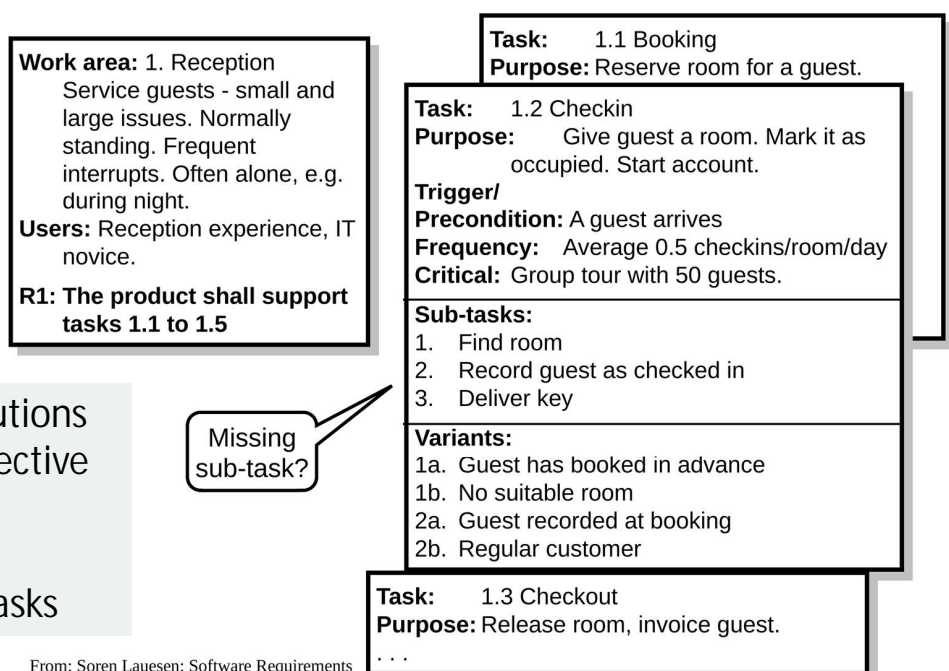 Work area: 1. Reception
Service guests - small and
large issues. Normally
standing. Frequent
interrupts. Often alone, e.g.
during night.
Users: Reception experience, IT
novice.
R1: The product shall support
tasks 1.1 to 1.5
Task: 1.1 Booking
Purpose: Reserve room for a guest.
Task: 1.2 Checkin
Purpose: Give guest a room. Mark it as
occupied. Start account.
Trigger/
Precondition: A guest arrives
Frequency: Average 0.5 checkins/room/day
Critical: Group tour with 50 guests.
Sub-tasks:
1. Find room
2. Record guest as checked in
3. Deliver key
Missing
sub-task?
Variants:
1a. Guest has booked in advance
1b. No suitable room
2a. Guest recorded at booking
2b. Regular customer
Task: 1.3 Checkout
Purpose: Release room, invoice guest.
. . .
utions
ective
asks
From: Soren Lauesen: Software Requirements